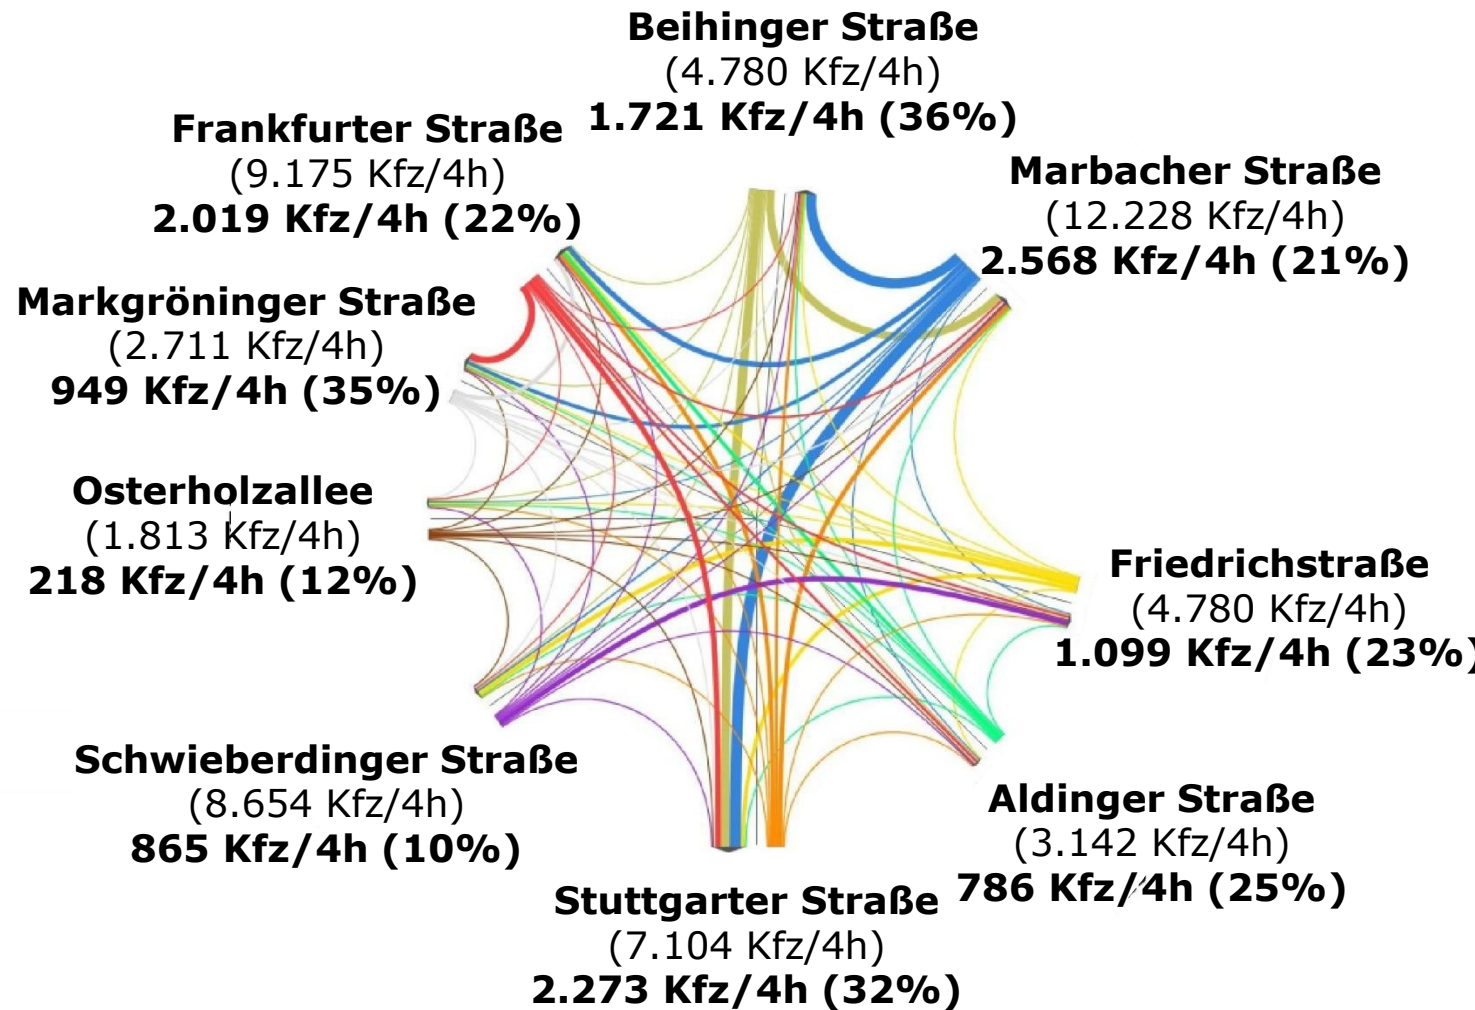 Beihinger Straße
(4.780 Kfz/4h)
1.721 Kfz/4h (36%)
Frankfurter Straße
(9.175 Kfz/4h)
2.019 Kfz/4h (22%)
Marbacher Straße
(12.228 Kfz/4h)
2.568 Kfz/4h (21%)
Markgröninger Straße
(2.711 Kfz/4h)
949 Kfz/4h (35%)
Osterholzallee
(1.813 Kfz/4h)
218 Kfz/4h (12%)
Friedrichstraße
(4.780 Kfz/4h)
1.099 Kfz/4h (23%)
Schwieberdinger Straße
(8.654 Kfz/4h)
865 Kfz/4h (10%)
Aldinger Straße
(3.142 Kfz/4h)
786 Kfz/4h (25%)
Stuttgarter Straße
(7.104 Kfz/4h)
2.273 Kfz/4h (32%)